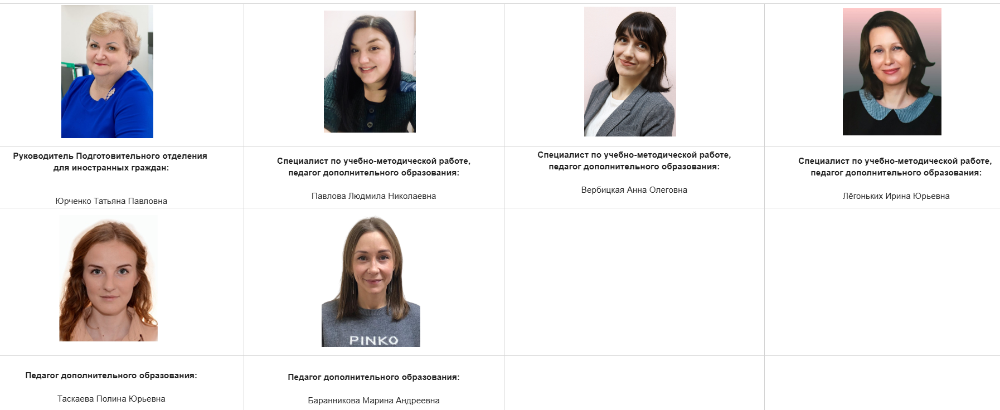 Руководитель Подготовительного отделения
для иностранных граждан:
Юрченко Татьяна Павловна
Специалист по учебно-методической работе,
педагог дополнительного образования:
Павлова Людмила Николаевна
Специалист по учебно-методической работе,
педагог дополнительного образования:
Вербицкая Анна Олеговна
Специалист по учебно-методической работе,
педагог дополнительного образования:
Лёгоньких Ирина Юрьевна
PINKO
Педагог дополнительного образования:
Таскаева Полина Юрьевна
Педагог дополнительного образования:
Баранникова Марина Андреевна